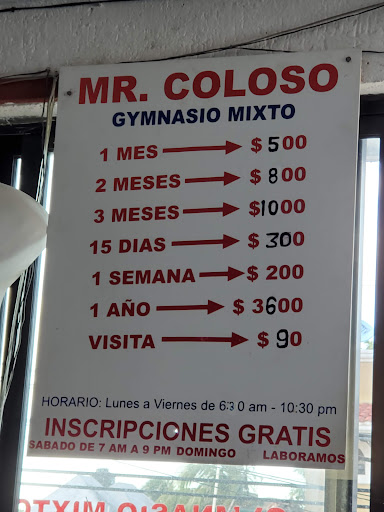 MR. COLOSO
GYMNASIO MIXTO
1 MES $ 500
2 MESES $ 800
3 MESES $1000
15 DIAS $ 300
1 SEMANA $ 200
1 AÑO $ 3600
VISITA $ 90
HORARIO: Lunes a Viernes de 6:30 am - 10:30 pm
INSCRIPCIONES GRATIS
SABADO DE 7 AM A 9 PM DOMINGO LABORAMOS